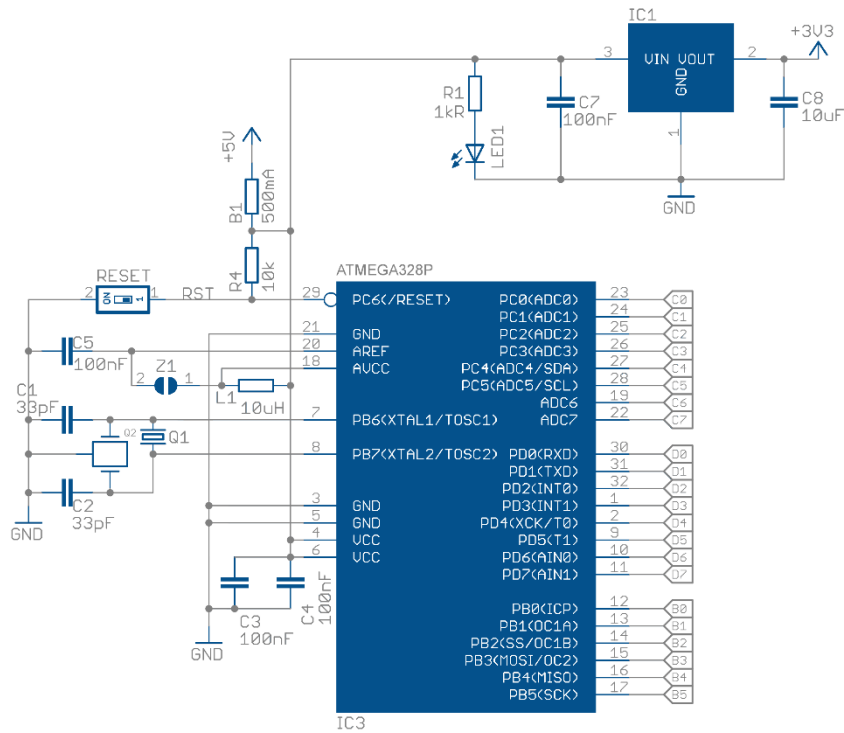 IC1
+3V3
3
VIN VOUT
2
GND
1
R1
1kR
C7
100nF
C8
10uF
LED1
GND
+5V
B1
500mA
R4
10k
ATMEGA328P
RESET
2
ON
1
1
RST
29
PC6(/RESET)
21
GND
20
AREF
18
AVCC
C5
100nF
2
Z1
1
L1
10uH
C1
33pF
7
PB6(XTAL1/TOSC1)
Q2
Q1
8
PB7(XTAL2/TOSC2)
C2
33pF
GND
3
GND
5
GND
4
VCC
6
VCC
C3
100nF
C4
100nF
GND
PC0(ADC0) 23 C0
PC1(ADC1) 24 C1
PC2(ADC2) 25 C2
PC3(ADC3) 26 C3
PC4(ADC4/SDA) 27 C4
PC5(ADC5/SCL) 28 C5
ADC6 19 C6
ADC7 22 C7
PD0(RXD) 30 D0
PD1(TXD) 31 D1
PD2(INT0) 32 D2
PD3(INT1) 1 D3
PD4(XCK/T0) 2 D4
PD5(T1) 9 D5
PD6(AIN0) 10 D6
PD7(AIN1) 11 D7
PB0(ICP) 12 B0
PB1(OC1A) 13 B1
PB2(SS/OC1B) 14 B2
PB3(MOSI/OC2) 15 B3
PB4(MISO) 16 B4
PB5(SCK) 17 B5
IC3